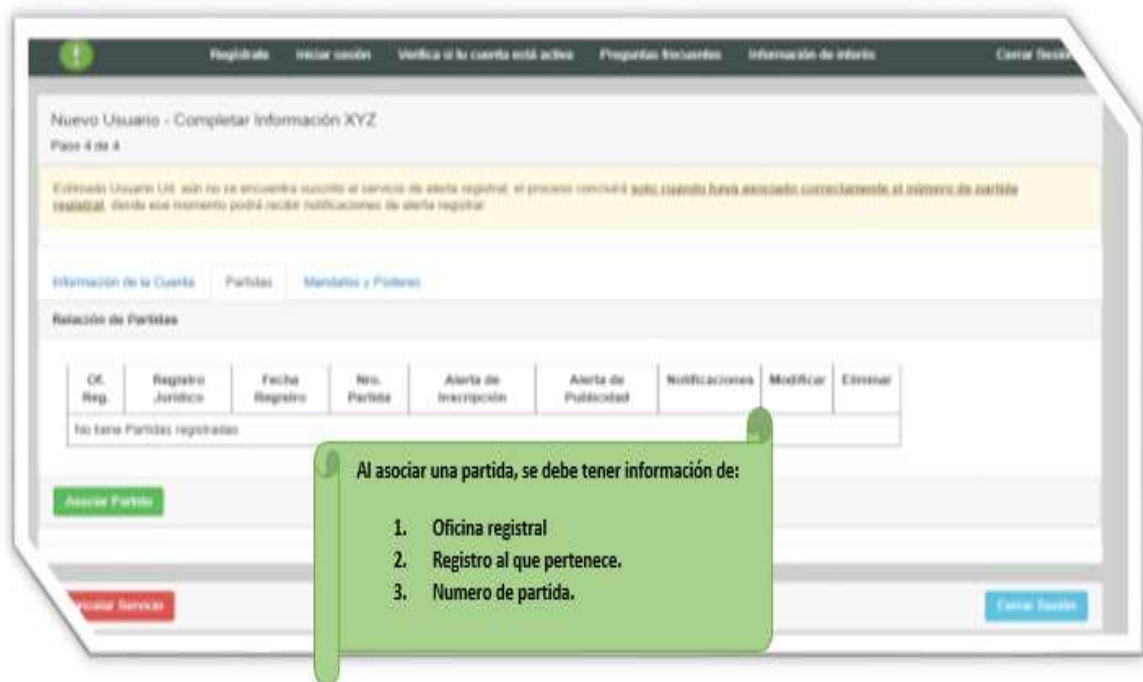 Regístrate Iniciar sesión Verifica si tu cuenta está activa Preguntas frecuentes Información de interés Cerrar Sesión
Nuevo Usuario - Completar Información XYZ
Paso 4 de 4
Estimado Usuario Ud. aún no se encuentra suscrito al servicio de alerta registral, el proceso concluirá solo cuando haya asociado correctamente el número de partida
registral, desde ese momento podrá recibir notificaciones de alerta registral
Información de la Cuenta Partidas Mandatos y Poderes
Relación de Partidas
Of. Registro Fecha Nro. Alerta de Alerta de Notificaciones Modificar Eliminar
Reg. Jurídico Registro Partida Inscripción Publicidad
No tiene Partidas registradas
Al asociar una partida, se debe tener información de:
Asociar Partida
1. Oficina registral
2. Registro al que pertenece.
3. Numero de partida.
Servicio Cerrar Sesión